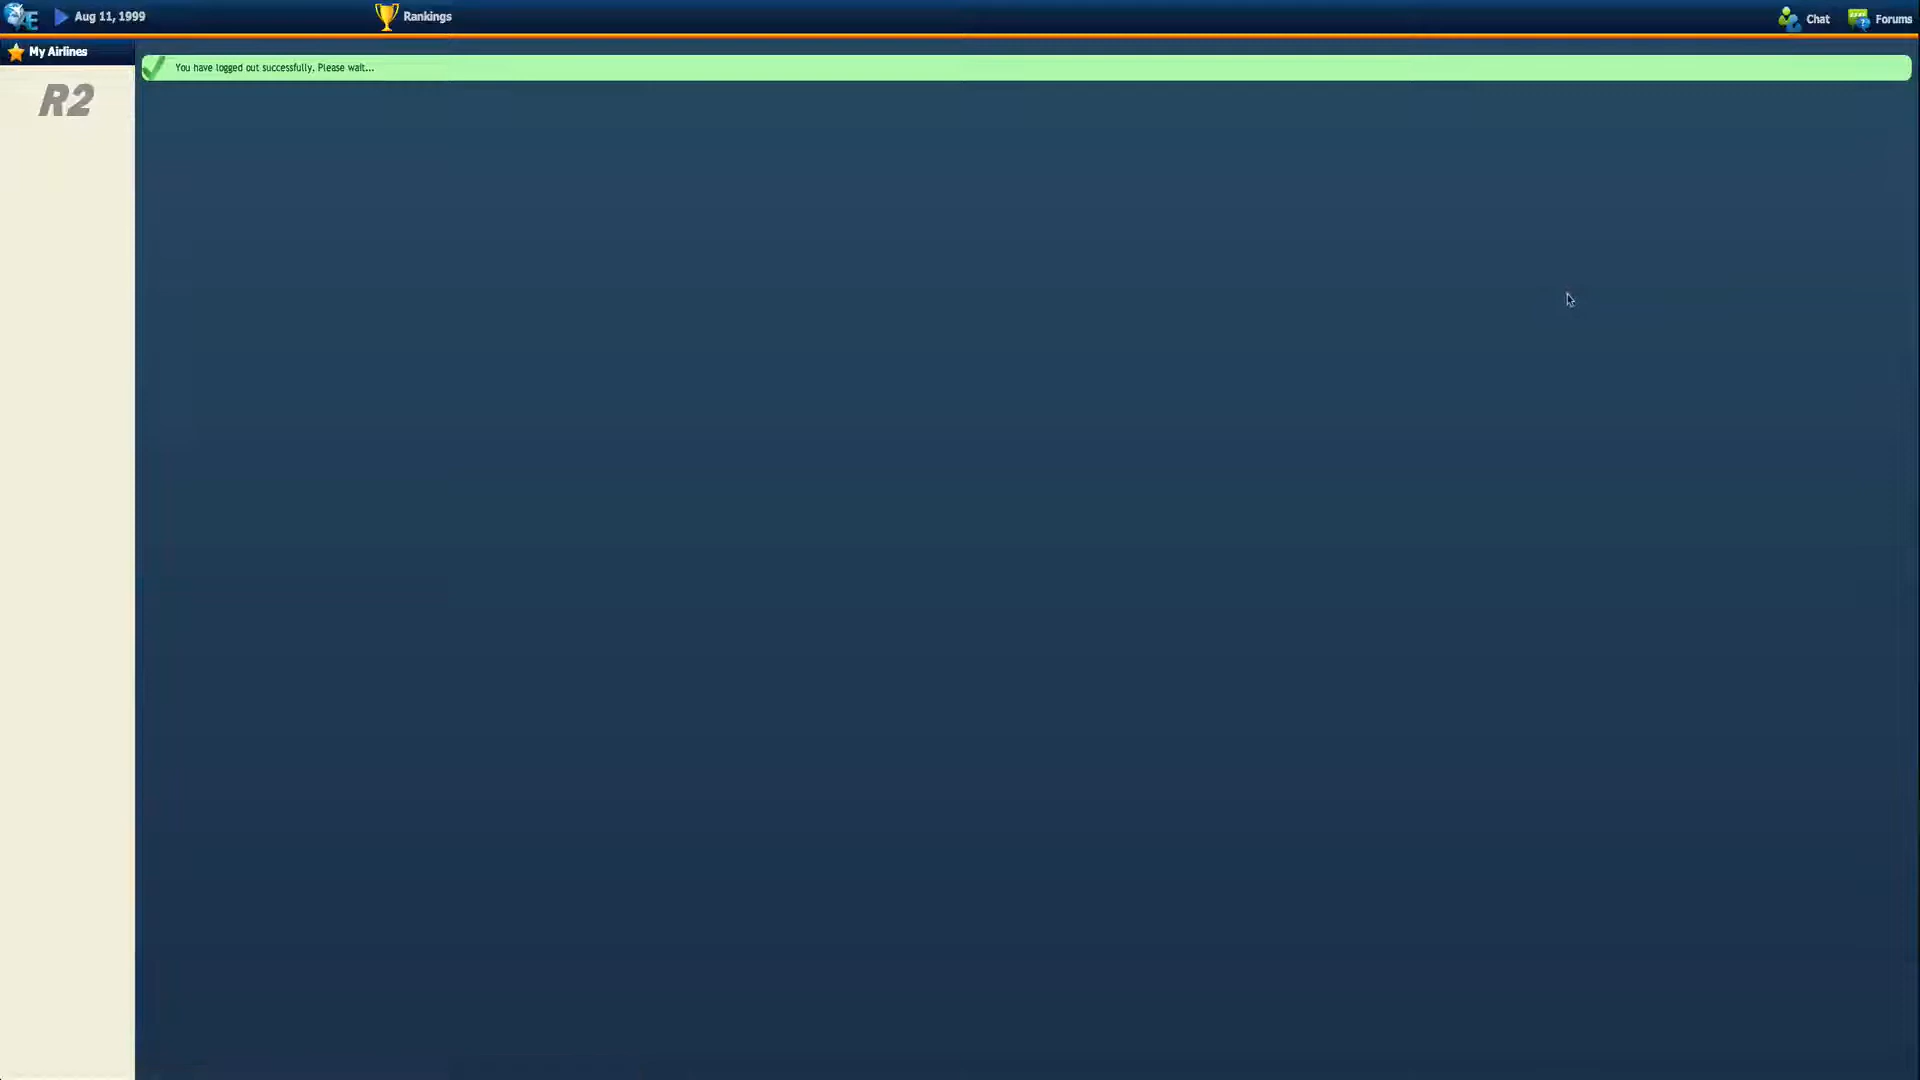 Æ
Aug 11, 1999
Rankings
Chat
Forums
My Airlines
You have logged out successfully, Please wait...
R2